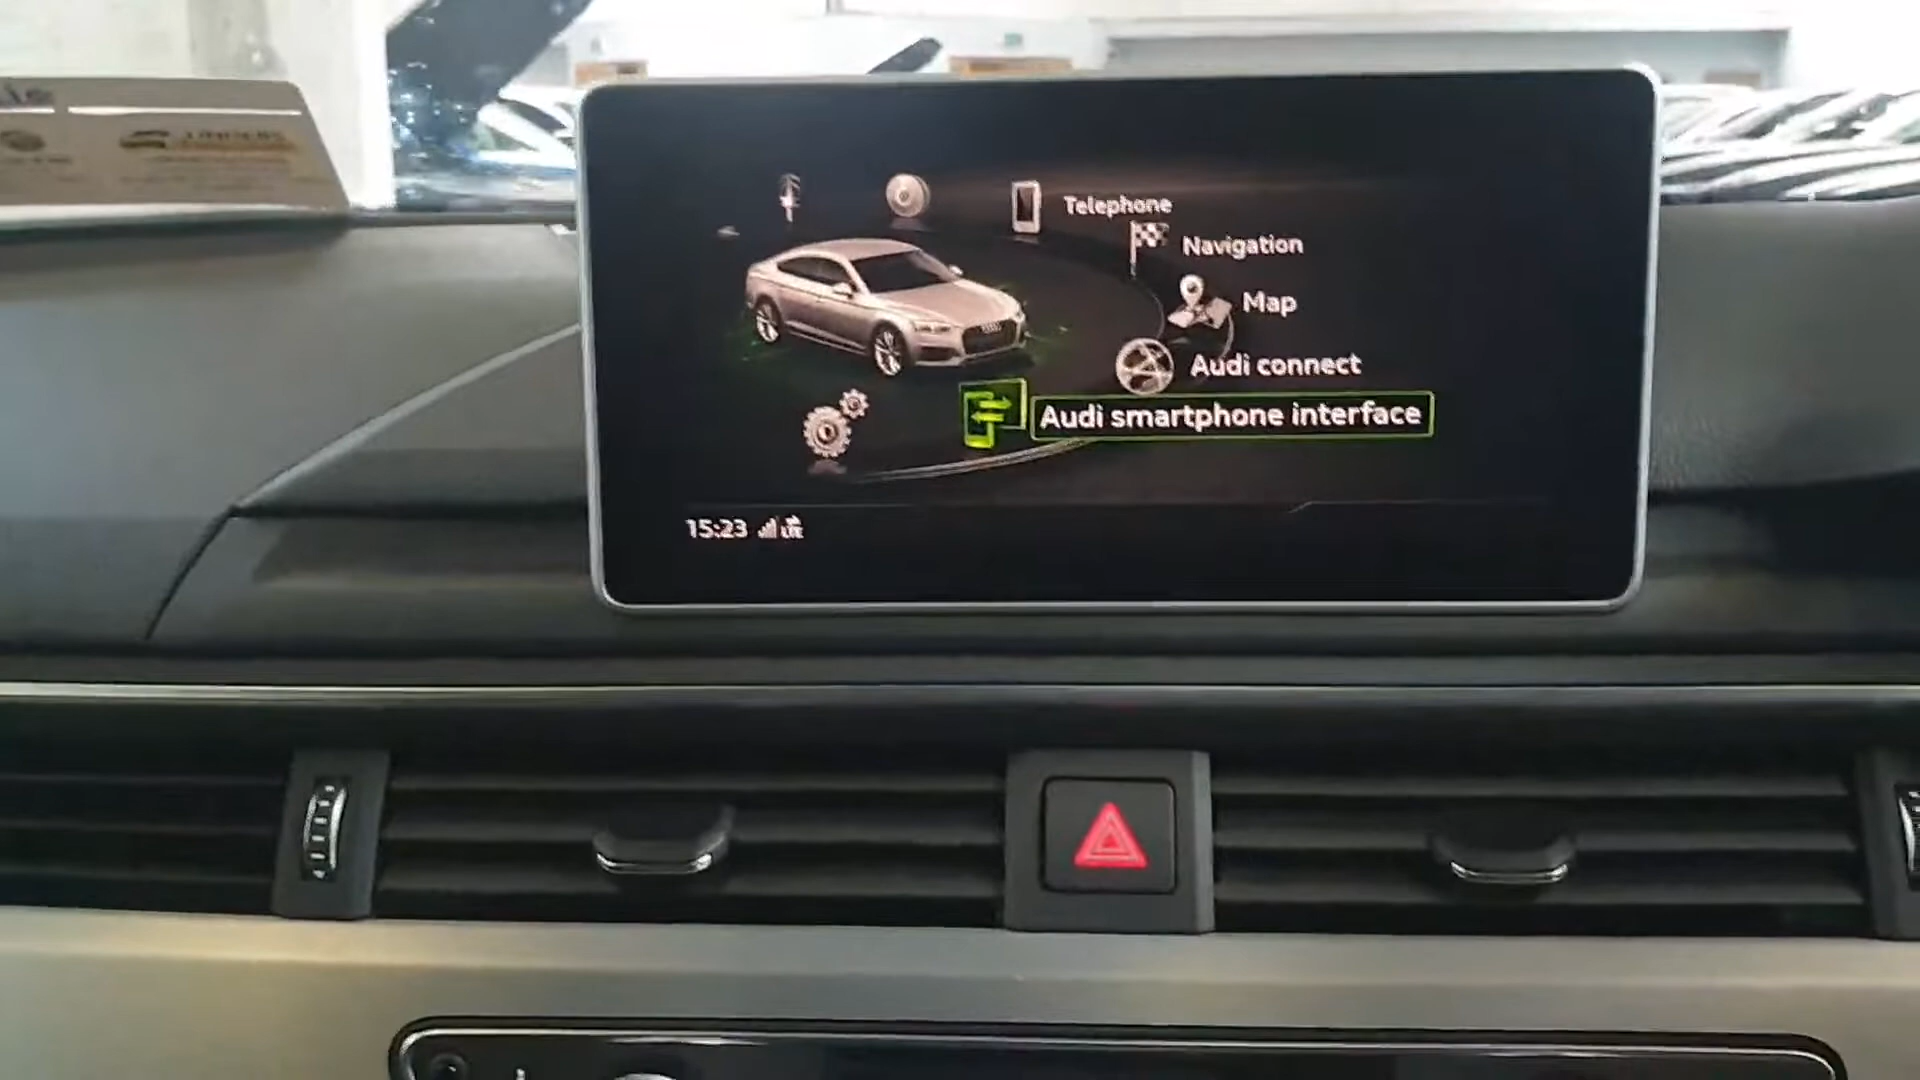 Telephone
Navigation
Map
Audi connect
Audi smartphone interface
15:23